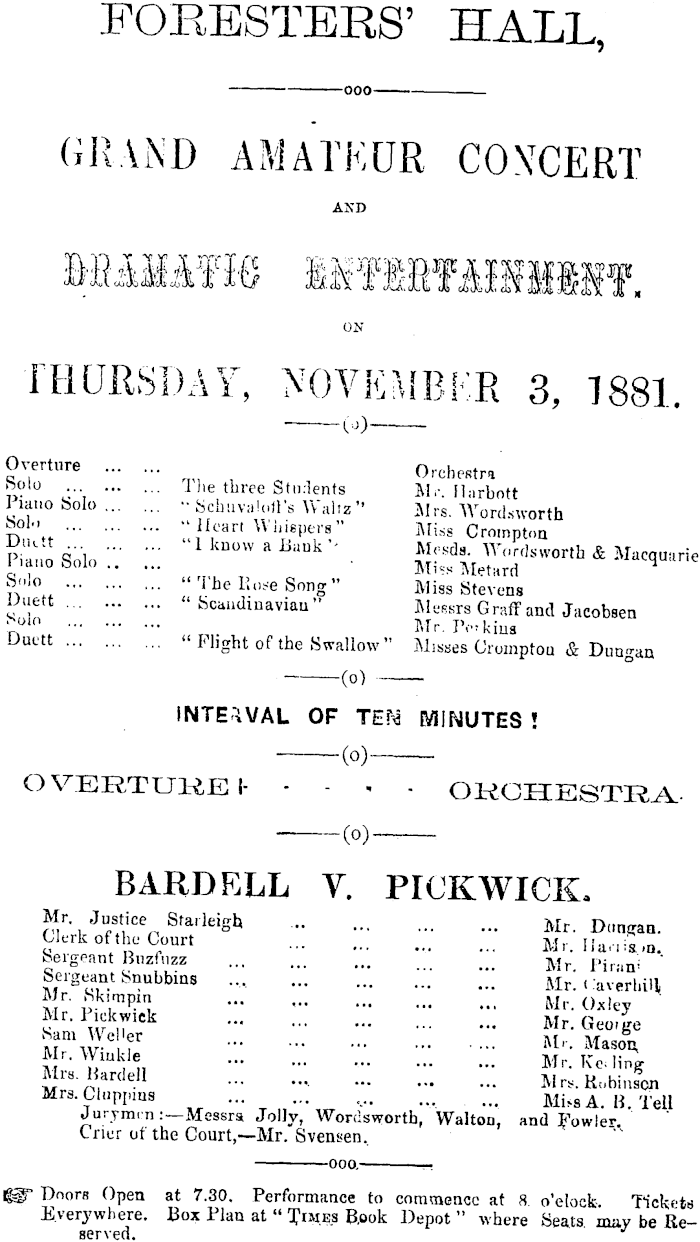 FORESTERS' HALL,
ooo
GRAND AMATEUR CONCERT
AND
DRAMATIC ENTERTAINMENT.
ON
THURSDAY, NOVEMBER 3, 1881.
(o)
Overture ... ... Orchestra
Solo ... ... ... The three Students Mr. Harbott
Piano Solo ... ... "Schuvaloff's Waltz" Mrs. Wordsworth
Solo ... ... ... "Heart Whispers" Miss Crompton
Duett ... ... ... "I know a Bank" Mesds. Wordsworth & Macquarie
Piano Solo .. ... Miss Metard
Solo ... ... ... "The Rose Song" Miss Stevens
Duett ... ... ... "Scandinavian" Messrs Graff and Jacobsen
Solo ... ... ... Mr. Perkins
Duett ... ... ... "Flight of the Swallow" Misses Crompton & Dungan
(o)
INTERVAL OF TEN MINUTES!
(o)
OVERTURE - - - - ORCHESTRA
(o)
BARDELL V. PICKWICK.
Mr. Justice Starleigh ... ... ... ... Mr. Dungan.
Clerk of the Court ... ... ... ... Mr. Harrison.
Sergeant Buzfuzz ... ... ... ... ... Mr. Pirani
Sergeant Snubbins ... ... ... ... ... Mr. Caverhill
Mr. Skimpin ... ... ... ... ... Mr. Oxley
Mr. Pickwick ... ... ... ... ... Mr. George
Sam Weller ... ... ... ... ... Mr. Mason
Mr. Winkle ... ... ... ... ... Mr. Keeling
Mrs. Bardell ... ... ... ... ... Mrs. Robinson
Mrs. Cluppins ... ... ... ... ... Miss A. B. Tell
Jurymen:—Messrs Jolly, Wordsworth, Walton, and Fowler.
Crier of the Court,—Mr. Svensen.
ooo
☞ Doors Open at 7.30. Performance to commence at 8 o'clock. Tickets
Everywhere. Box Plan at "TIMES Book Depot" where Seats may be Re-
served.